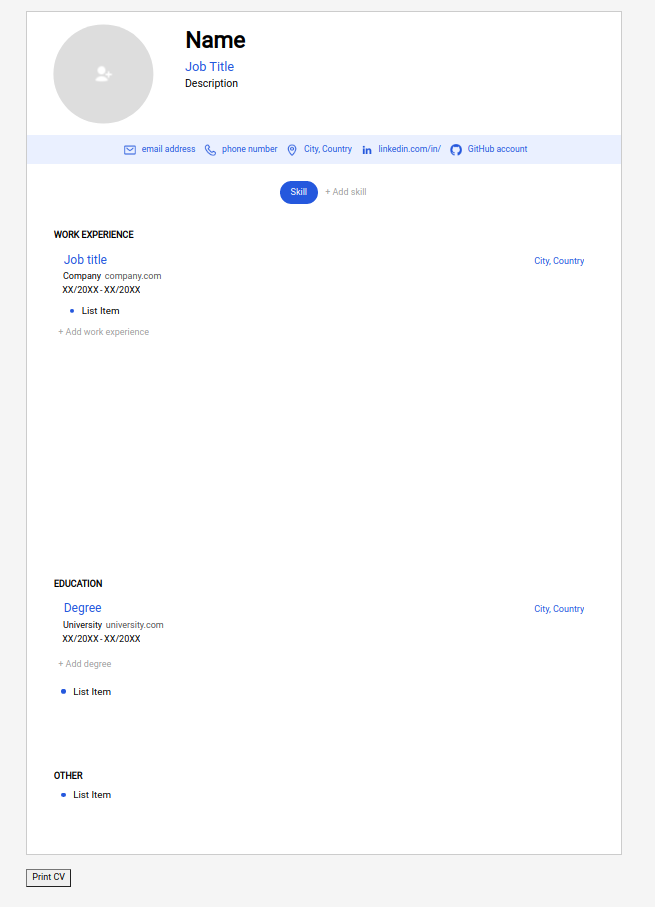 Name
Job Title
Description
email address phone number City, Country linkedin.com/in/ GitHub account
Skill + Add skill
WORK EXPERIENCE
Job title City, Country
Company company.com
XX/20XX - XX/20XX
List Item
+ Add work experience
EDUCATION
Degree City, Country
University university.com
XX/20XX - XX/20XX
+ Add degree
List Item
OTHER
List Item
Print CV